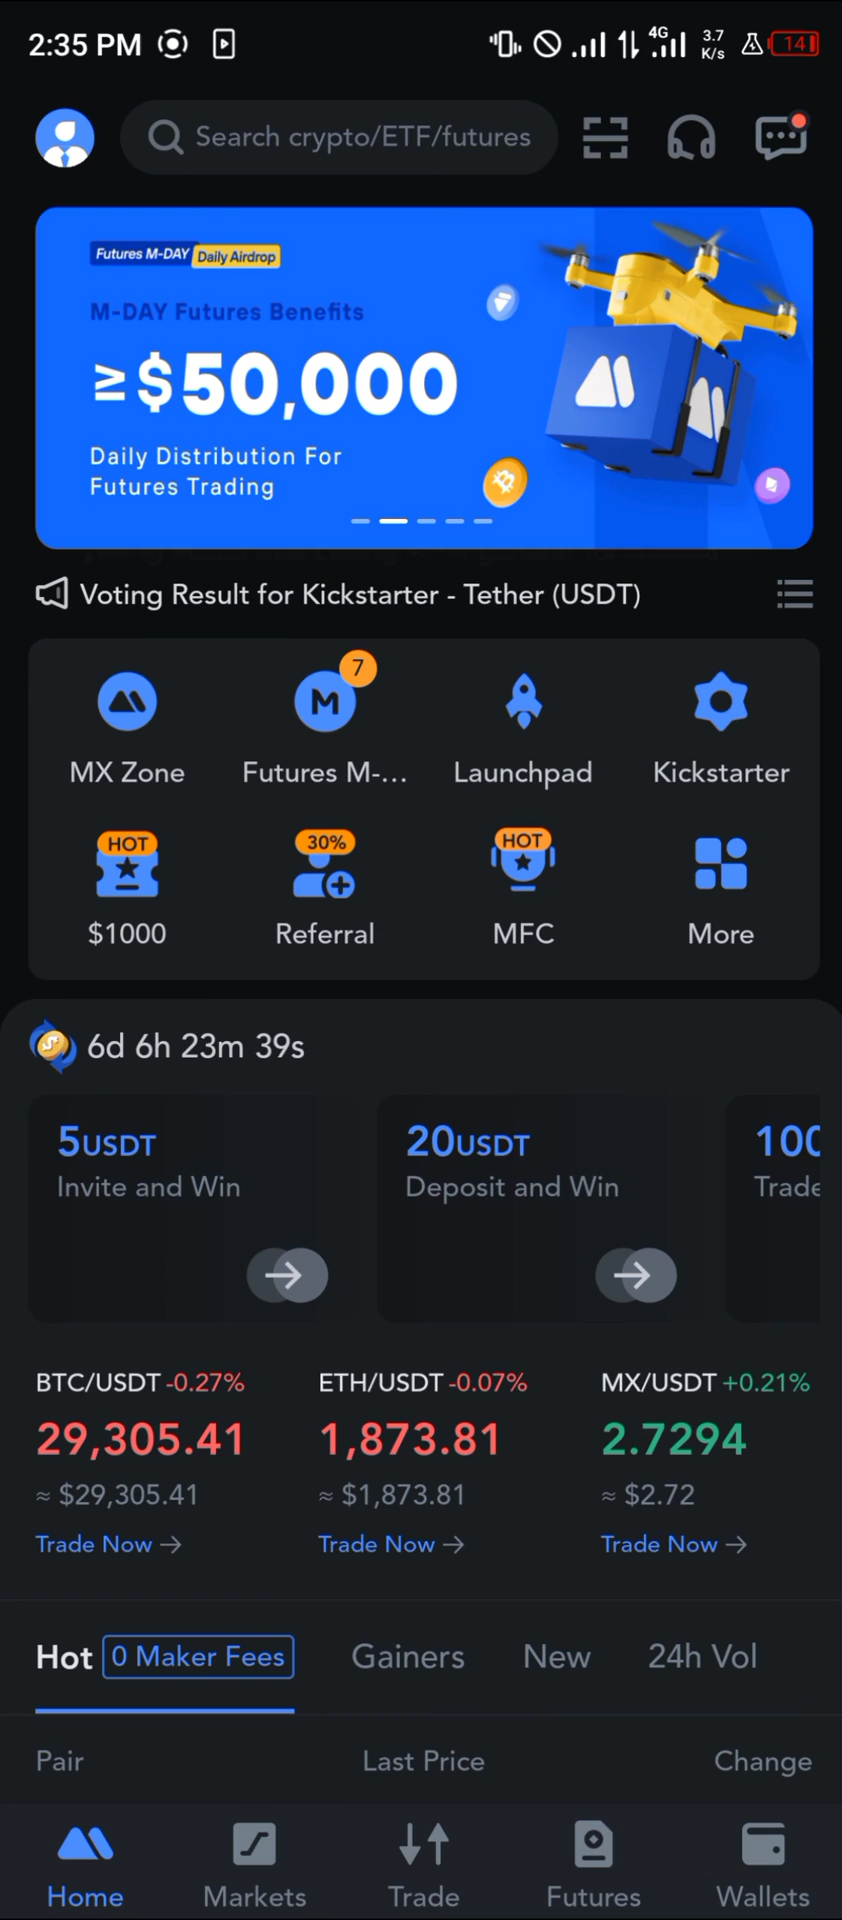 2:35 PM
4G
3.7
K/s
14
Search crypto/ETF/futures
Futures M-DAY Daily Airdrop
M-DAY Futures Benefits
≥$50,000
Daily Distribution For
Futures Trading
Voting Result for Kickstarter - Tether (USDT)
7
MX Zone Futures M-... Launchpad Kickstarter
HOT 30% HOT
$1000 Referral MFC More
6d 6h 23m 39s
5USDT 20USDT 100
Invite and Win Deposit and Win Trade
BTC/USDT -0.27% ETH/USDT -0.07% MX/USDT +0.21%
29,305.41 1,873.81 2.7294
≈ $29,305.41 ≈ $1,873.81 ≈ $2.72
Trade Now → Trade Now → Trade Now →
Hot 0 Maker Fees Gainers New 24h Vol
Pair Last Price Change
Home Markets Trade Futures Wallets